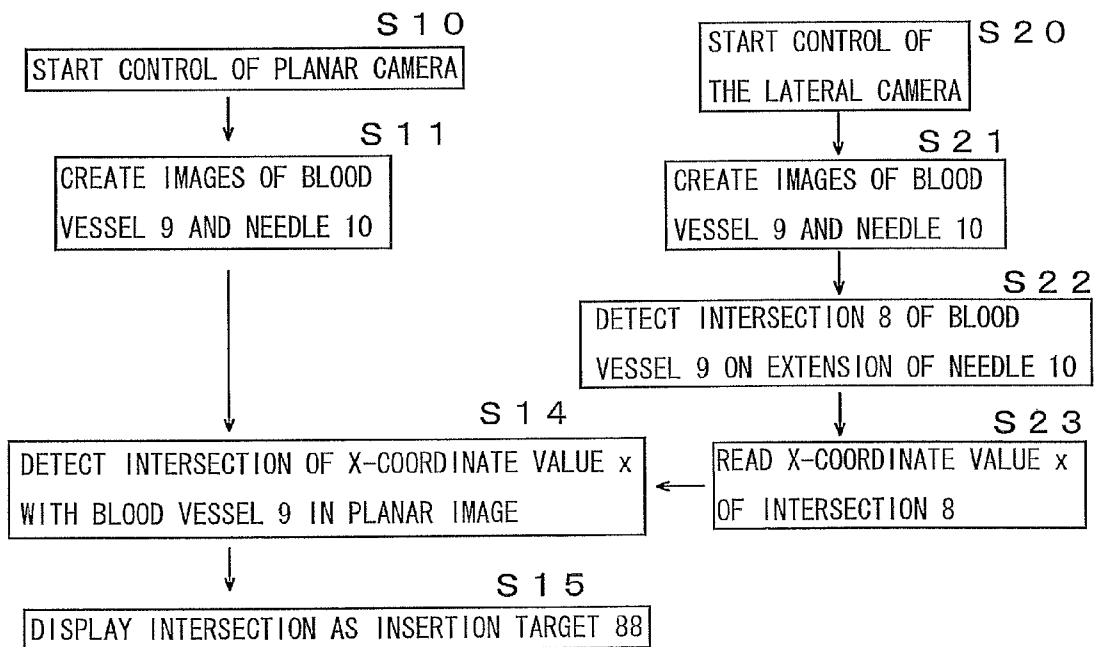 S10
START CONTROL OF PLANAR CAMERA
S11
CREATE IMAGES OF BLOOD
VESSEL 9 AND NEEDLE 10
S20
START CONTROL OF
THE LATERAL CAMERA
S21
CREATE IMAGES OF BLOOD
VESSEL 9 AND NEEDLE 10
S22
DETECT INTERSECTION 8 OF BLOOD
VESSEL 9 ON EXTENSION OF NEEDLE 10
S23
READ X-COORDINATE VALUE x
OF INTERSECTION 8
S14
DETECT INTERSECTION OF X-COORDINATE VALUE x
WITH BLOOD VESSEL 9 IN PLANAR IMAGE
S15
DISPLAY INTERSECTION AS INSERTION TARGET 88